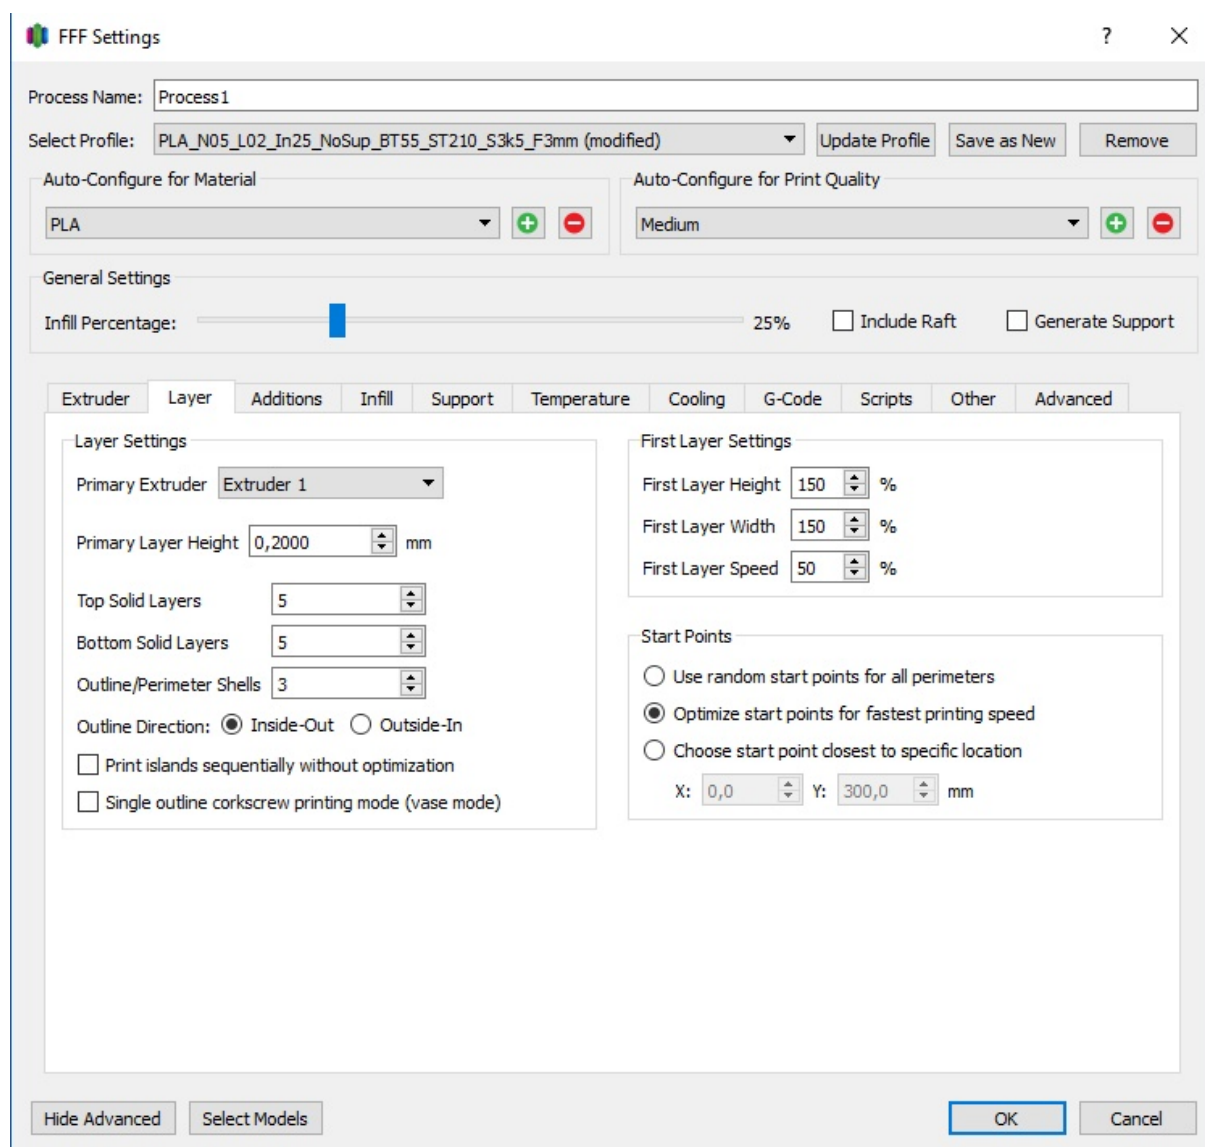 FFF Settings
?
Process Name: Process1
Select Profile: PLA_N05_L02_In25_NoSup_BT55_ST210_S3k5_F3mm (modified) Update Profile Save as New Remove
Auto-Configure for Material
PLA
Auto-Configure for Print Quality
Medium
General Settings
Infill Percentage: 25% Include Raft Generate Support
Extruder Layer Additions Infill Support Temperature Cooling G-Code Scripts Other Advanced
Layer Settings
Primary Extruder Extruder 1
Primary Layer Height 0,2000 mm
Top Solid Layers 5
Bottom Solid Layers 5
Outline/Perimeter Shells 3
Outline Direction: Inside-Out Outside-In
Print islands sequentially without optimization
Single outline corkscrew printing mode (vase mode)
First Layer Settings
First Layer Height 150 %
First Layer Width 150 %
First Layer Speed 50 %
Start Points
Use random start points for all perimeters
Optimize start points for fastest printing speed
Choose start point closest to specific location
X: 0,0 Y: 300,0 mm
Hide Advanced Select Models OK Cancel